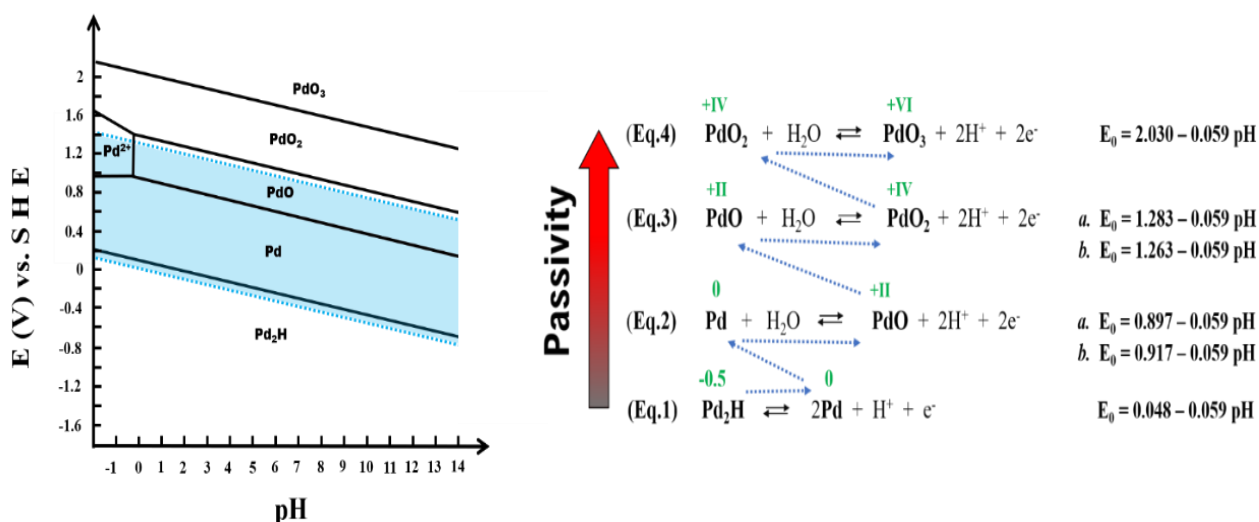 E (V) vs. S H E
2
1.6
1.2
0.8
0.4
0
-0.4
-0.8
-1.2
-1.6
PdO₃
PdO₂
Pd²⁺
PdO
Pd
Pd₂H
-1 0 1 2 3 4 5 6 7 8 9 10 11 12 13 14
pH
Passivity
+IV +VI
(Eq.4) PdO₂ + H₂O ⇌ PdO₃ + 2H⁺ + 2e⁻ E₀ = 2.030 – 0.059 pH
+II +IV
(Eq.3) PdO + H₂O ⇌ PdO₂ + 2H⁺ + 2e⁻ a. E₀ = 1.283 – 0.059 pH
b. E₀ = 1.263 – 0.059 pH
0 +II
(Eq.2) Pd + H₂O ⇌ PdO + 2H⁺ + 2e⁻ a. E₀ = 0.897 – 0.059 pH
b. E₀ = 0.917 – 0.059 pH
-0.5 0
(Eq.1) Pd₂H ⇌ 2Pd + H⁺ + e⁻ E₀ = 0.048 – 0.059 pH